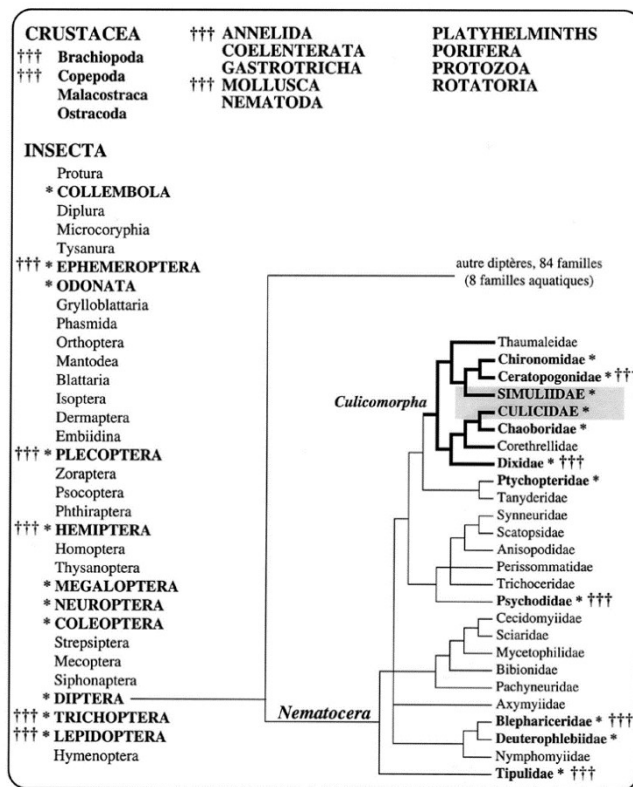 CRUSTACEA
††† Brachiopoda
††† Copepoda
Malacostraca
Ostracoda
††† ANNELIDA
COELENTERATA
GASTROTRICHA
††† MOLLUSCA
NEMATODA
PLATYHELMINTHS
PORIFERA
PROTOZOA
ROTATORIA
INSECTA
Protura
* COLLEMBOLA
Diplura
Microcoryphia
Tysanura
††† * EPHEMEROPTERA
* ODONATA
Grylloblattaria
Phasmida
Orthoptera
Mantodea
Blattaria
Isoptera
Dermaptera
Embiidina
††† * PLECOPTERA
Zoraptera
Psocoptera
Phthiraptera
††† * HEMIPTERA
Homoptera
Thysanoptera
* MEGALOPTERA
* NEUROPTERA
* COLEOPTERA
Strepsiptera
Mecoptera
Siphonaptera
* DIPTERA
††† * TRICHOPTERA
††† * LEPIDOPTERA
Hymenoptera
autre diptères, 84 familles
(8 familles aquatiques)
Culicomorpha
Nematocera
Thaumaleidae
Chironomidae *
Ceratopogonidae * †††
SIMULIIDAE *
CULICIDAE *
Chaoboridae *
Corethrellidae
Dixidae * †††
Ptychopteridae *
Tanyderidae
Synneuridae
Scatopsidae
Anisopodidae
Perissommatidae
Trichoceridae
Psychodidae * †††
Cecidomyiidae
Sciaridae
Mycetophilidae
Bibionidae
Pachyneuridae
Axymyiidae
Blephariceridae * †††
Deuterophlebiidae *
Nymphomyiidae
Tipulidae * †††